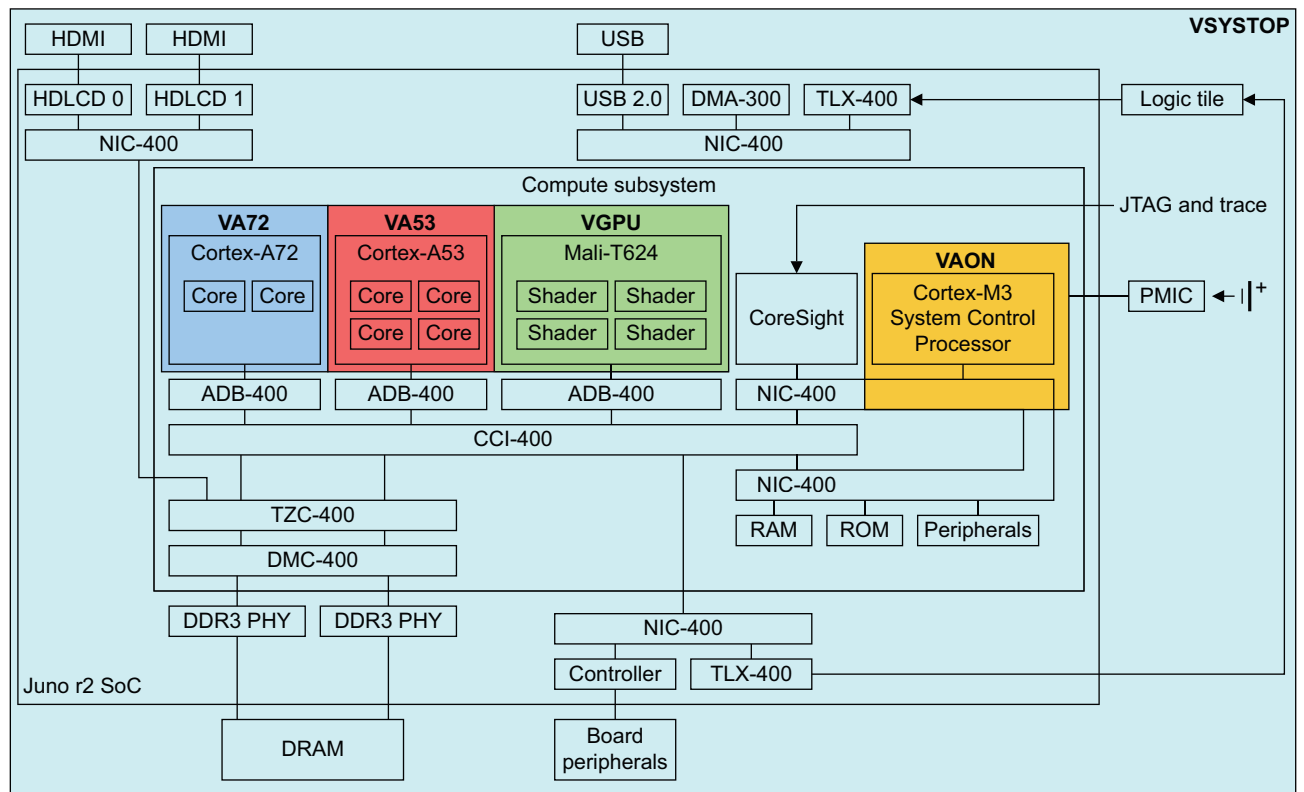 VSYSTOP
HDMI
HDMI
USB
HDLCD 0
HDLCD 1
USB 2.0
DMA-300
TLX-400
Logic tile
NIC-400
NIC-400
Compute subsystem
JTAG and trace
VA72
VA53
VGPU
Cortex-A72
Cortex-A53
Mali-T624
VAON
Core
Core
Core
Core
Shader
Shader
Core
Core
Shader
Shader
CoreSight
Cortex-M3
System Control
Processor
PMIC
+
ADB-400
ADB-400
ADB-400
NIC-400
CCI-400
NIC-400
TZC-400
RAM
ROM
Peripherals
DMC-400
DDR3 PHY
DDR3 PHY
NIC-400
Controller
TLX-400
Juno r2 SoC
DRAM
Board
peripherals